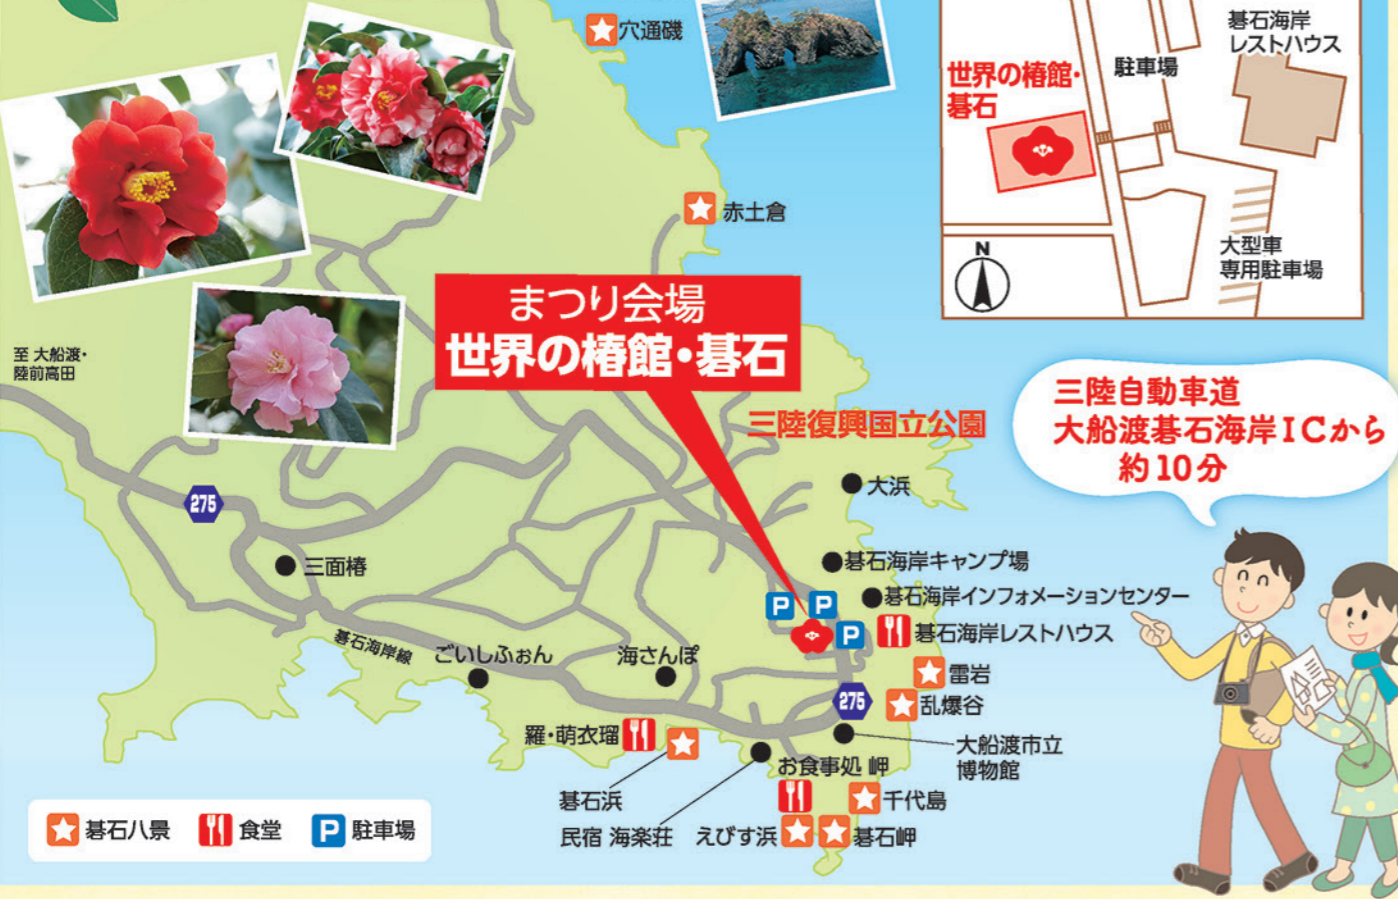 穴通磯
碁石海岸
レストハウス
駐車場
世界の椿館・
碁石
大型車
専用駐車場
N
赤土倉
まつり会場
世界の椿館・碁石
至 大船渡・
陸前高田
三陸復興国立公園
三陸自動車道
大船渡碁石海岸ICから
約10分
大浜
275
三面椿
碁石海岸キャンプ場
碁石海岸インフォメーションセンター
P
P
P
碁石海岸レストハウス
碁石海岸線
ごいしふぉん
海さんぽ
雷岩
275
乱爆谷
羅・萌衣瑠
大船渡市立
博物館
お食事処 岬
碁石浜
千代島
民宿 海楽荘
えびす浜
碁石岬
碁石八景
食堂
P
駐車場